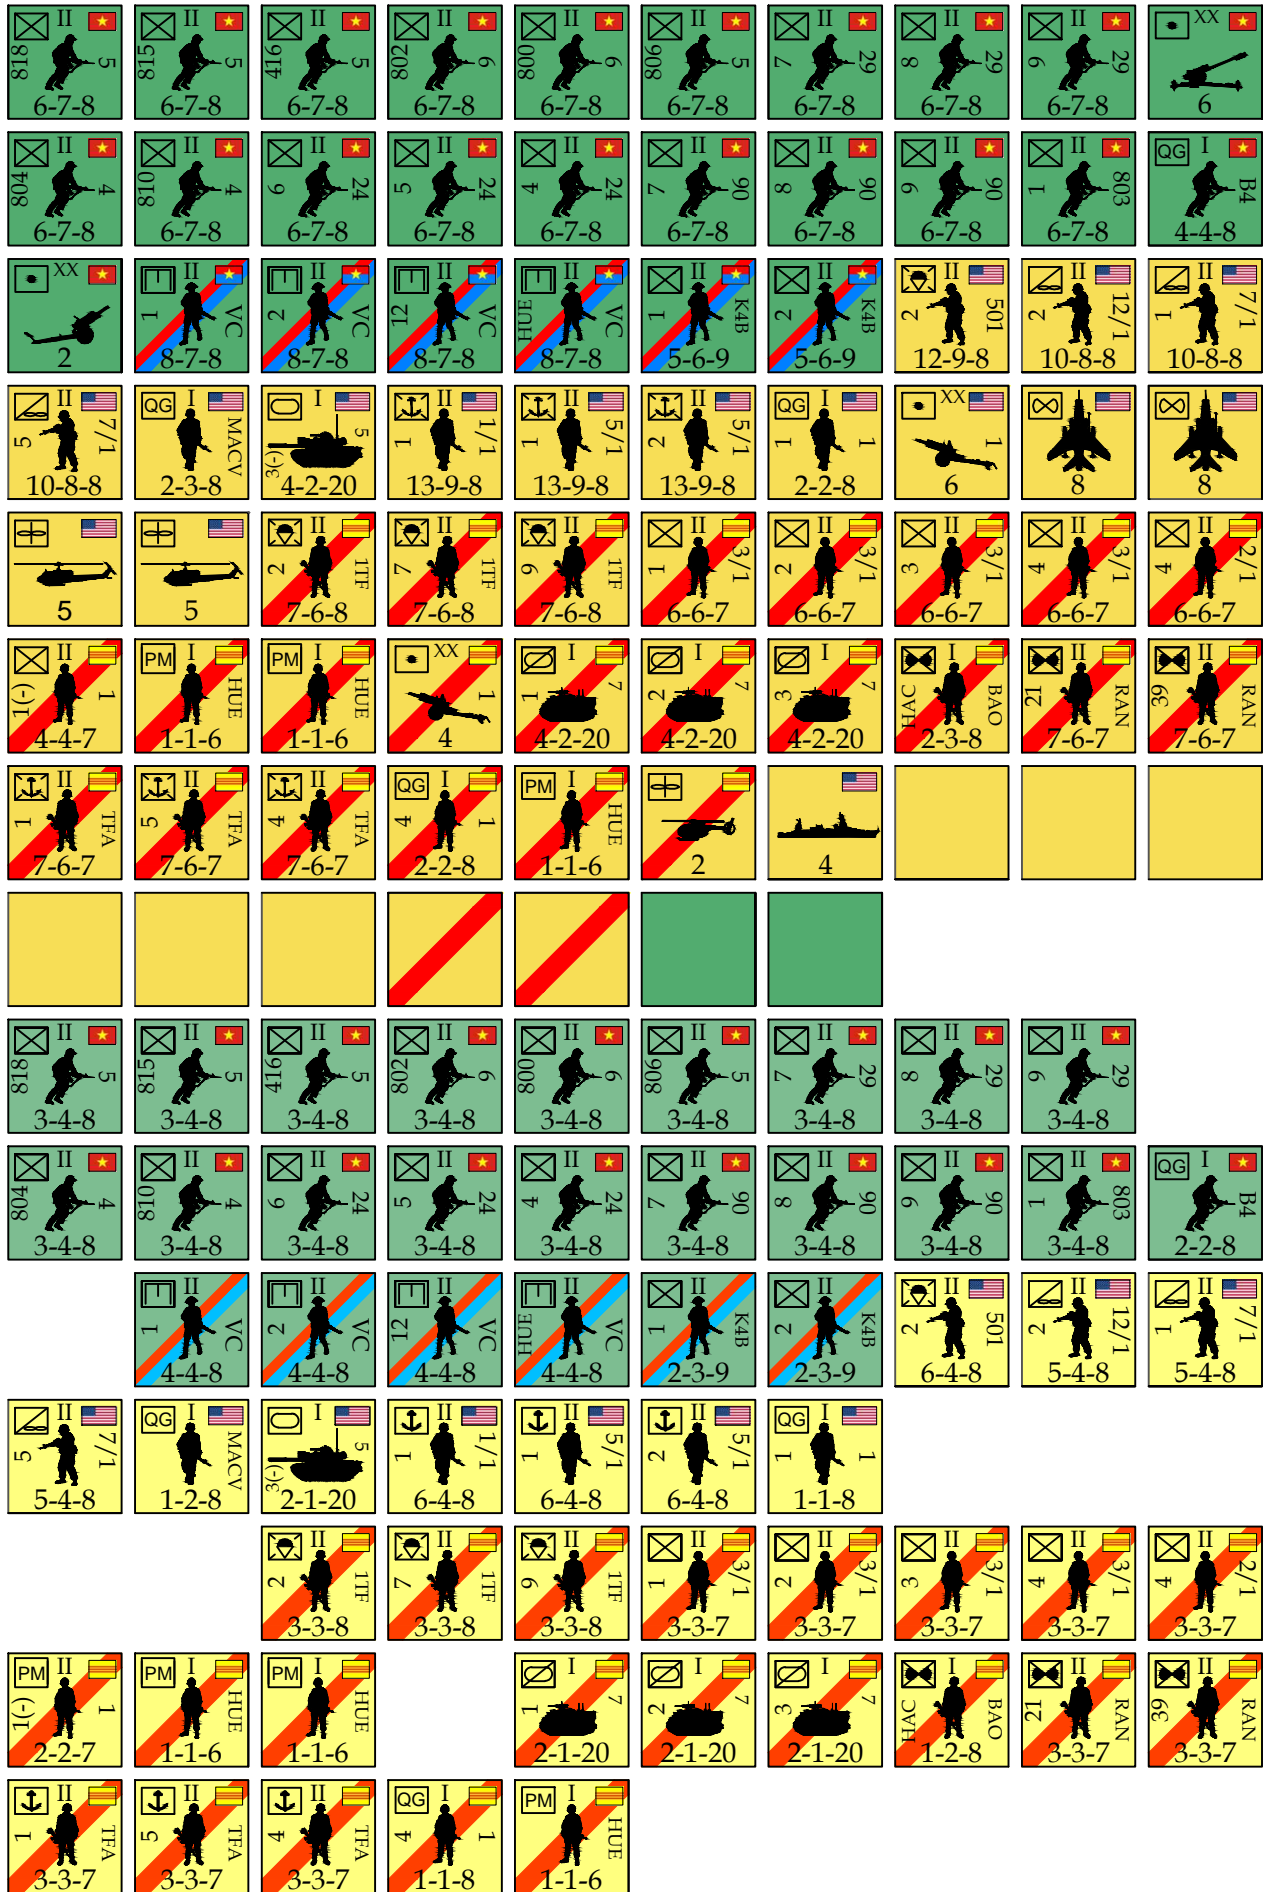 818 II 5 6-7-8
815 II 5 6-7-8
416 II 5 6-7-8
802 II 6 6-7-8
800 II 6 6-7-8
806 II 5 6-7-8
7 II 29 6-7-8
8 II 29 6-7-8
9 II 29 6-7-8
XX 6
804 II 4 6-7-8
810 II 4 6-7-8
6 II 24 6-7-8
5 II 24 6-7-8
4 II 24 6-7-8
7 II 90 6-7-8
8 II 90 6-7-8
9 II 90 6-7-8
1 II 803 6-7-8
QG I B4 4-4-8
XX 2
1 II VC 8-7-8
2 II VC 8-7-8
12 II VC 8-7-8
HUE II VC 8-7-8
1 II K4B 5-6-9
2 II K4B 5-6-9
2 II 501 12-9-8
2 II 12/1 10-8-8
1 II 7/1 10-8-8
5 II 7/1 10-8-8
QG I MACV 2-3-8
3(-) I 5 4-2-20
1 II 1/1 13-9-8
1 II 5/1 13-9-8
2 II 5/1 13-9-8
QG I 1 1 2-2-8
XX 1 6
8
8
5
5
2 II 1TF 7-6-8
7 II 1TF 7-6-8
9 II 1TF 7-6-8
1 II 3/1 6-6-7
2 II 3/1 6-6-7
3 II 3/1 6-6-7
4 II 3/1 6-6-7
4 II 2/1 6-6-7
1(-) II 1 4-4-7
PM I HUE 1-1-6
PM I HUE 1-1-6
XX 1 4
1 I 7 4-2-20
2 I 7 4-2-20
3 I 7 4-2-20
HAC I BAO 2-3-8
21 II RAN 7-6-7
39 II RAN 7-6-7
1 II TFA 7-6-7
5 II TFA 7-6-7
4 II TFA 7-6-7
QG I 4 1 2-2-8
PM I HUE 1-1-6
2
4
818 II 5 3-4-8
815 II 5 3-4-8
416 II 5 3-4-8
802 II 6 3-4-8
800 II 6 3-4-8
806 II 5 3-4-8
7 II 29 3-4-8
8 II 29 3-4-8
9 II 29 3-4-8
804 II 4 3-4-8
810 II 4 3-4-8
6 II 24 3-4-8
5 II 24 3-4-8
4 II 24 3-4-8
7 II 90 3-4-8
8 II 90 3-4-8
9 II 90 3-4-8
1 II 803 3-4-8
QG I B4 2-2-8
1 II VC 4-4-8
2 II VC 4-4-8
12 II VC 4-4-8
HUE II VC 4-4-8
1 II K4B 2-3-9
2 II K4B 2-3-9
2 II 501 6-4-8
2 II 12/1 5-4-8
1 II 7/1 5-4-8
5 II 7/1 5-4-8
QG I MACV 1-2-8
3(-) I 5 2-1-20
1 II 1/1 6-4-8
1 II 5/1 6-4-8
2 II 5/1 6-4-8
QG I 1 1 1-1-8
2 II 1TF 3-3-8
7 II 1TF 3-3-8
9 II 1TF 3-3-8
1 II 3/1 3-3-7
2 II 3/1 3-3-7
3 II 3/1 3-3-7
4 II 3/1 3-3-7
4 II 2/1 3-3-7
PM II 1(-) 1 2-2-7
PM I HUE 1-1-6
PM I HUE 1-1-6
1 I 7 2-1-20
2 I 7 2-1-20
3 I 7 2-1-20
HAC I BAO 1-2-8
21 II RAN 3-3-7
39 II RAN 3-3-7
1 II TFA 3-3-7
5 II TFA 3-3-7
4 II TFA 3-3-7
QG I 4 1 1-1-8
PM I HUE 1-1-6